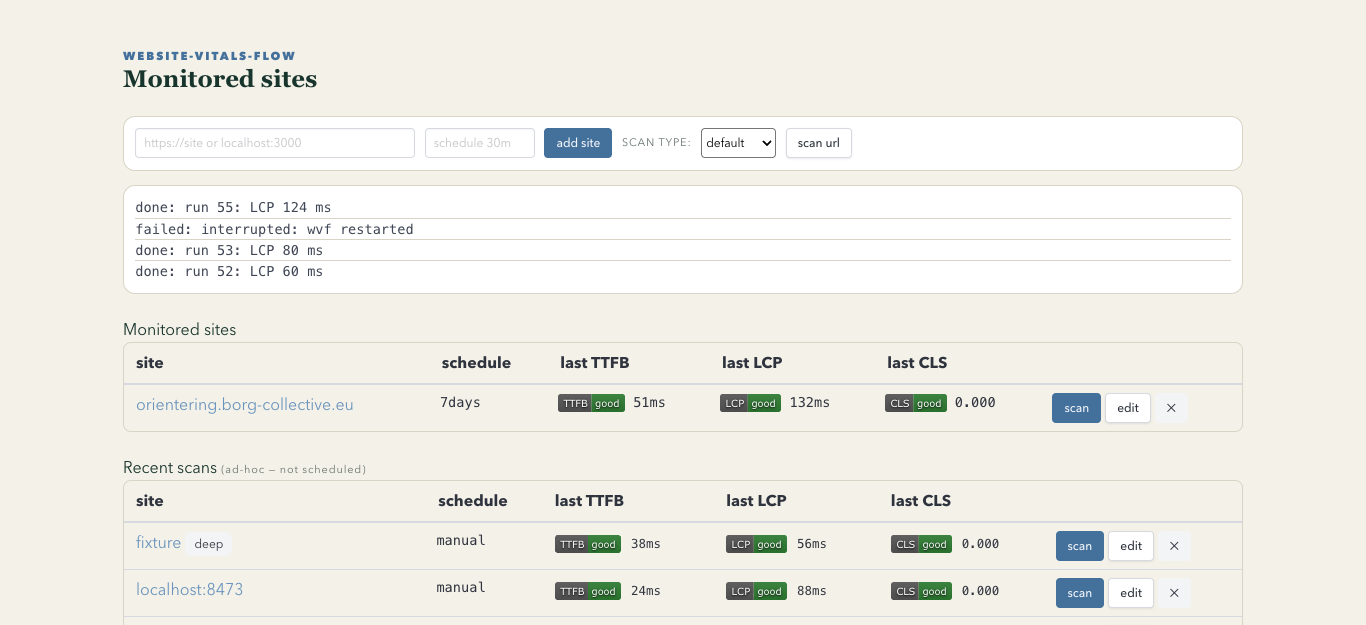 WEBSITE-VITALS-FLOW
Monitored sites
https://site or localhost:3000 schedule 30m add site SCAN TYPE: default scan url
done: run 55: LCP 124 ms
failed: interrupted: wvf restarted
done: run 53: LCP 80 ms
done: run 52: LCP 60 ms
Monitored sites
site schedule last TTFB last LCP last CLS
orientering.borg-collective.eu 7days TTFB good 51ms LCP good 132ms CLS good 0.000 scan edit ×
Recent scans (ad-hoc – not scheduled)
site schedule last TTFB last LCP last CLS
fixture deep manual TTFB good 38ms LCP good 56ms CLS good 0.000 scan edit ×
localhost:8473 manual TTFB good 24ms LCP good 88ms CLS good 0.000 scan edit ×